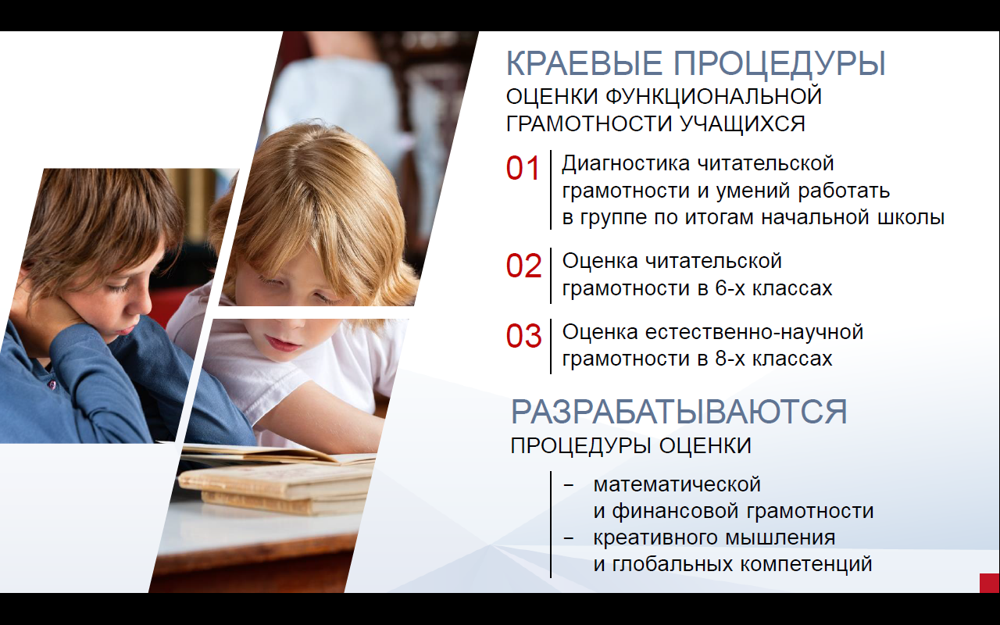 КРАЕВЫЕ ПРОЦЕДУРЫ
ОЦЕНКИ ФУНКЦИОНАЛЬНОЙ
ГРАМОТНОСТИ УЧАЩИХСЯ
01 Диагностика читательской
грамотности и умений работать
в группе по итогам начальной школы
02 Оценка читательской
грамотности в 6-х классах
03 Оценка естественно-научной
грамотности в 8-х классах
РАЗРАБАТЫВАЮТСЯ
ПРОЦЕДУРЫ ОЦЕНКИ
– математической
и финансовой грамотности
– креативного мышления
и глобальных компетенций